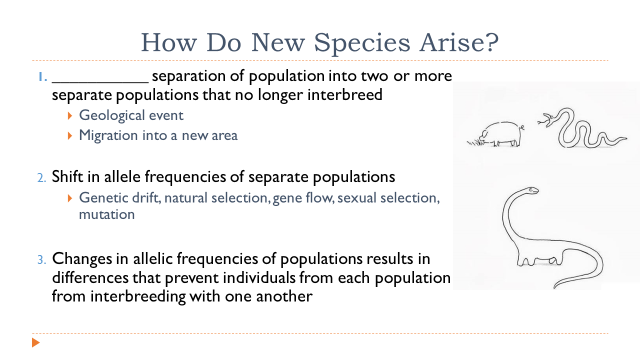 How Do New Species Arise?
1. ___________ separation of population into two or more
separate populations that no longer interbreed
Geological event
Migration into a new area
2. Shift in allele frequencies of separate populations
Genetic drift, natural selection, gene flow, sexual selection,
mutation
3. Changes in allelic frequencies of populations results in
differences that prevent individuals from each population
from interbreeding with one another